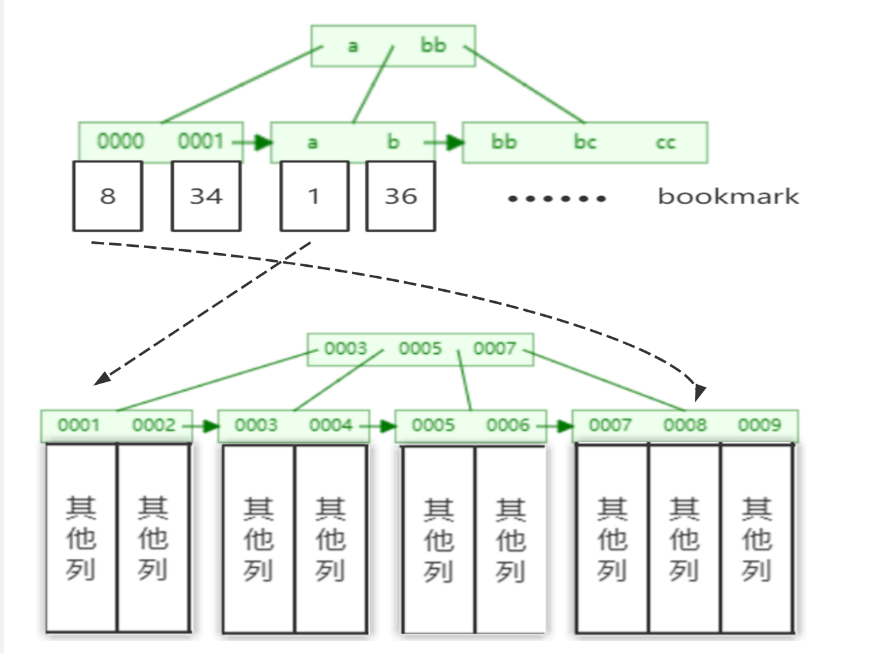 a bb
0000 0001 a b bb bc cc
8 34 1 36 •••••• bookmark
0003 0005 0007
0001 0002 0003 0004 0005 0006 0007 0008 0009
其他列 其他列 其他列 其他列 其他列 其他列 其他列 其他列 其他列